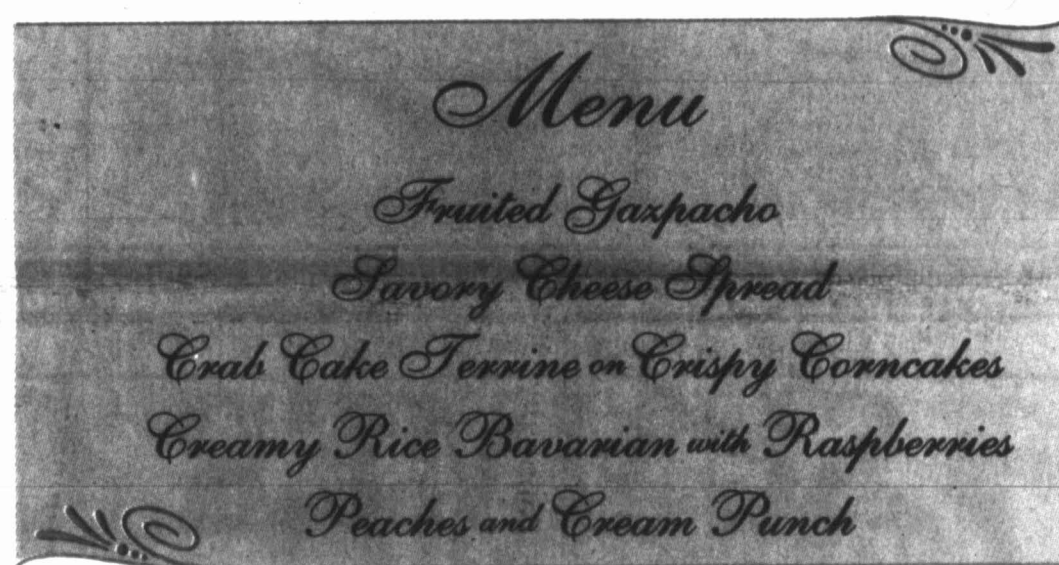 Menu
Fruited Gazpacho
Savory Cheese Spread
Crab Cake Terrine on Crispy Corncakes
Creamy Rice Bavarian with Raspberries
Peaches and Cream Punch